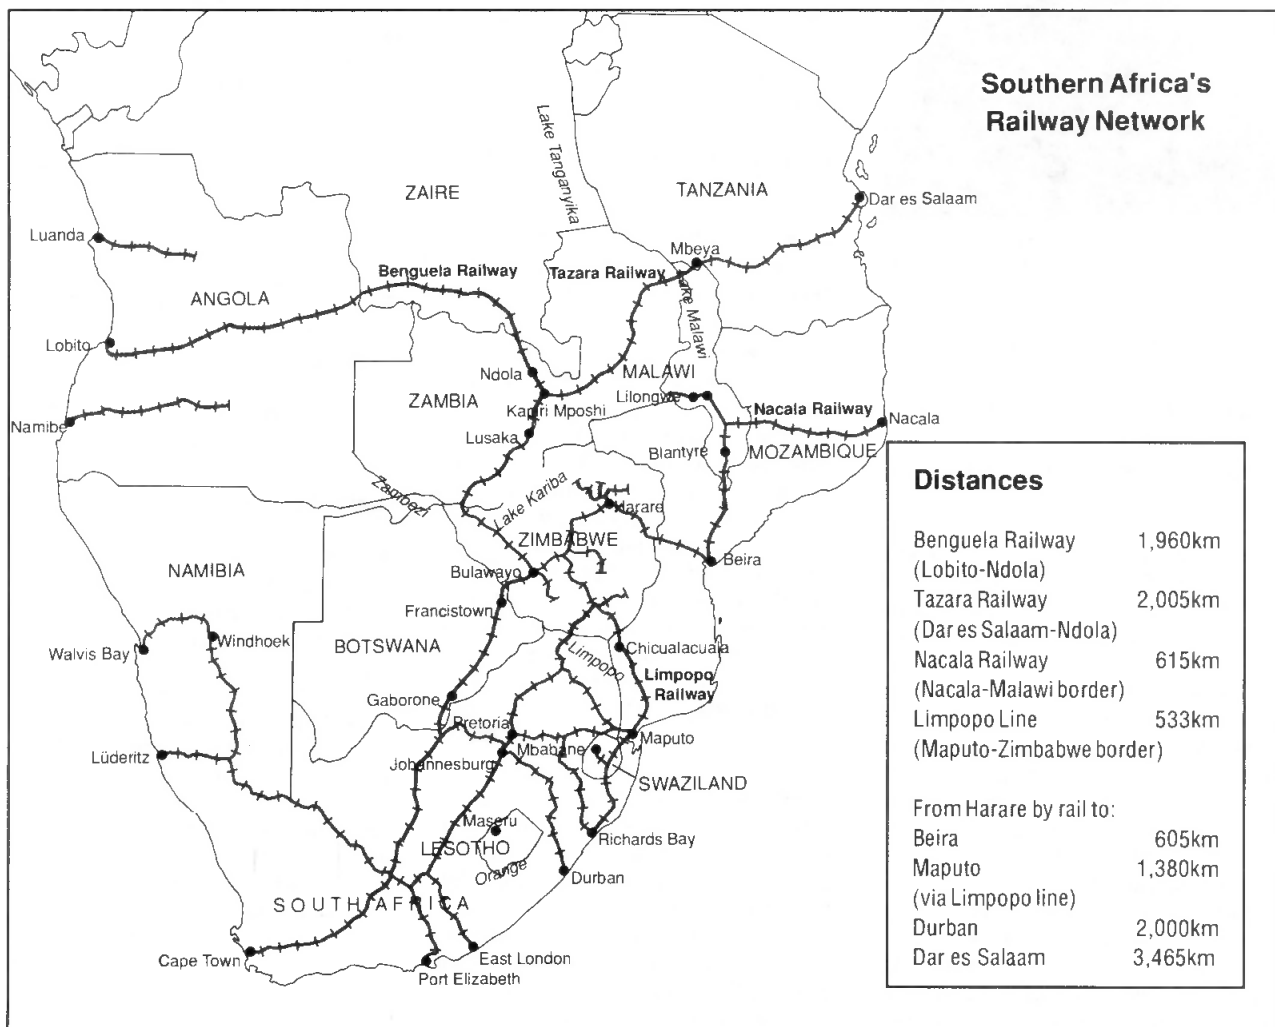 Southern Africa's
Railway Network
Lake Tanganyika
ZAIRE
TANZANIA
Dar es Salaam
Luanda
Mbeya
Benguela Railway
Tazara Railway
ANGOLA
Lake Malawi
Lobito
Ndola
MALAWI
ZAMBIA
Kapiri Mposhi
Lilongwe
Nacala Railway
Nacala
Namibe
Lusaka
Blantyre
MOZAMBIQUE
Zambezi
Lake Kariba
Harare
ZIMBABWE
Beira
NAMIBIA
Bulawayo
Francistown
Windhoek
Walvis Bay
BOTSWANA
Limpopo
Chicualacuala
Limpopo
Railway
Gaborone
Pretoria
Maputo
Mbabane
Lüderitz
Johannesburg
SWAZILAND
Maseru
LESOTHO
Richards Bay
Orange
Durban
SOUTH AFRICA
Cape Town
East London
Port Elizabeth
Distances
Benguela Railway 1,960km
(Lobito-Ndola)
Tazara Railway 2,005km
(Dar es Salaam-Ndola)
Nacala Railway 615km
(Nacala-Malawi border)
Limpopo Line 533km
(Maputo-Zimbabwe border)
From Harare by rail to:
Beira 605km
Maputo 1,380km
(via Limpopo line)
Durban 2,000km
Dar es Salaam 3,465km